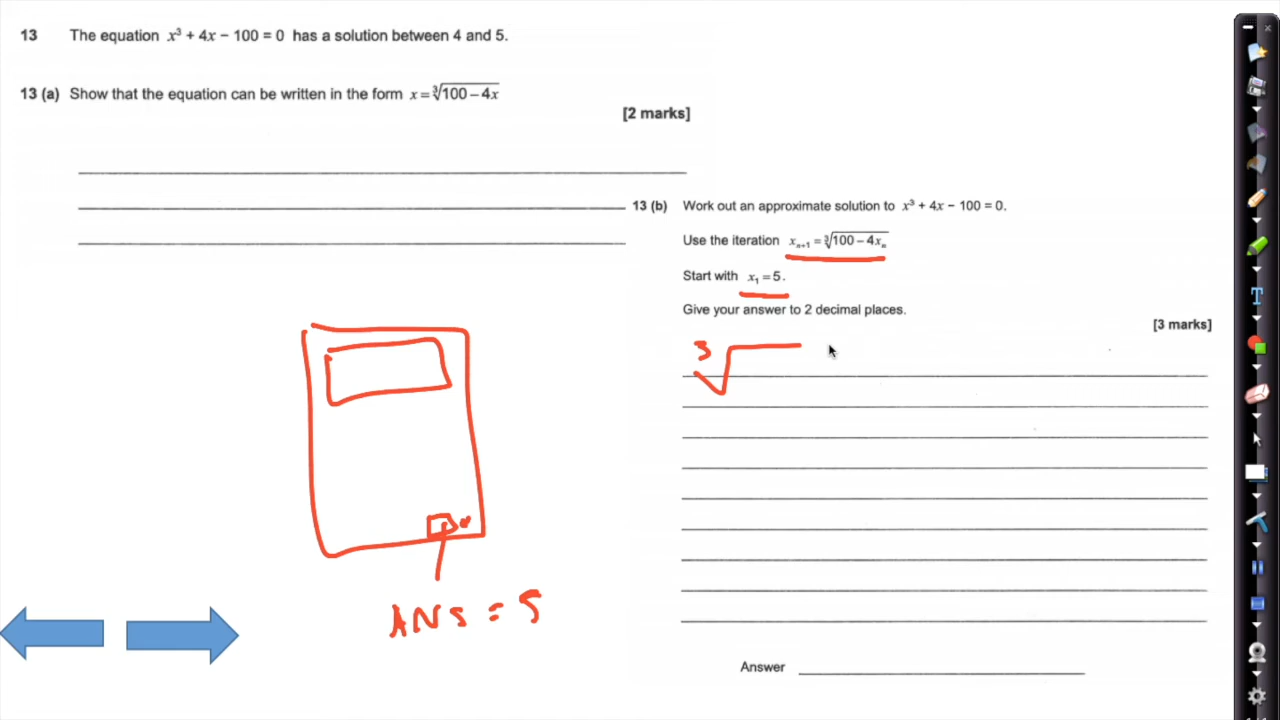 13 The equation x³ + 4x − 100 = 0 has a solution between 4 and 5.
13 (a) Show that the equation can be written in the form x = ∛(100 − 4x)
[2 marks]
13 (b) Work out an approximate solution to x³ + 4x − 100 = 0.
Use the iteration xₙ₊₁ = ∛(100 − 4xₙ)
Start with x₁ = 5.
Give your answer to 2 decimal places.
[3 marks]
3√
ANS = 5
Answer